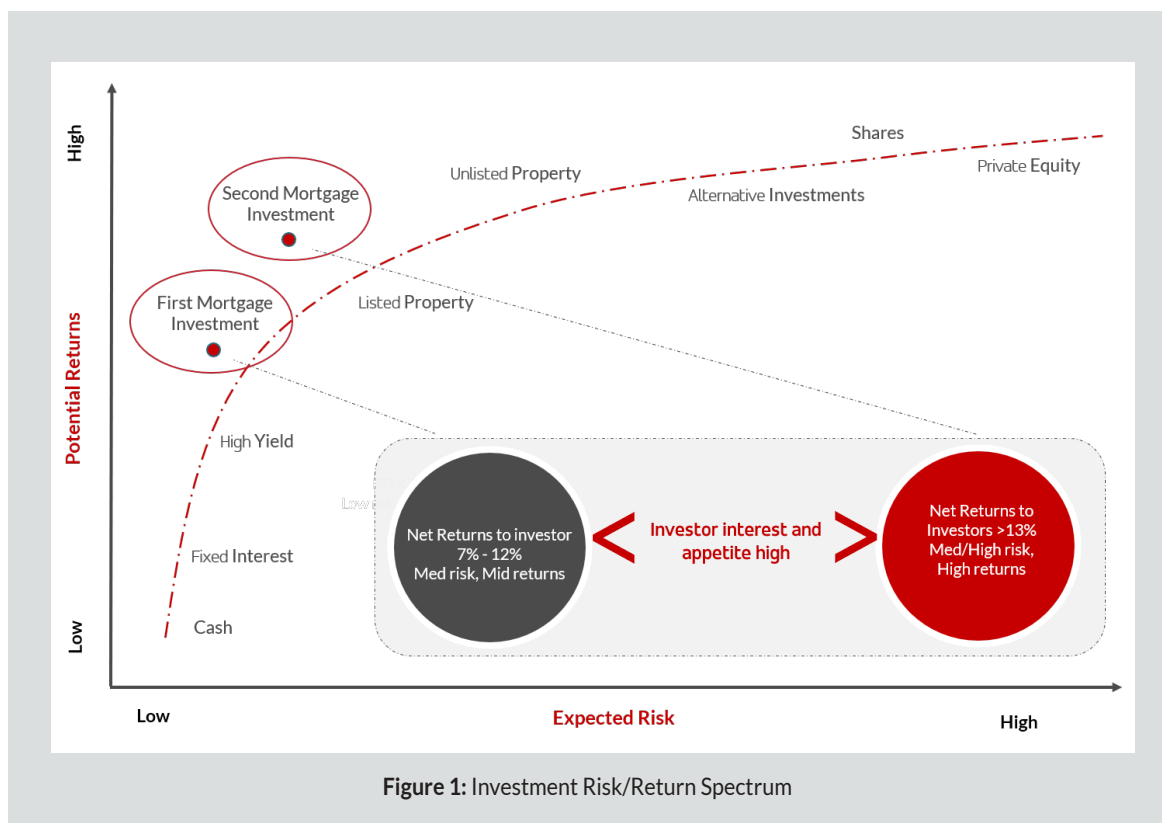 High
Shares
Private Equity
Unlisted Property
Alternative Investments
Second Mortgage
Investment
First Mortgage
Investment
Listed Property
Potential Returns
High Yield
Fixed Interest
Cash
Low
Net Returns to investor
7% - 12%
Med risk, Mid returns
Investor interest and
appetite high
Net Returns to
Investors >13%
Med/High risk,
High returns
Low
Expected Risk
High
Figure 1: Investment Risk/Return Spectrum